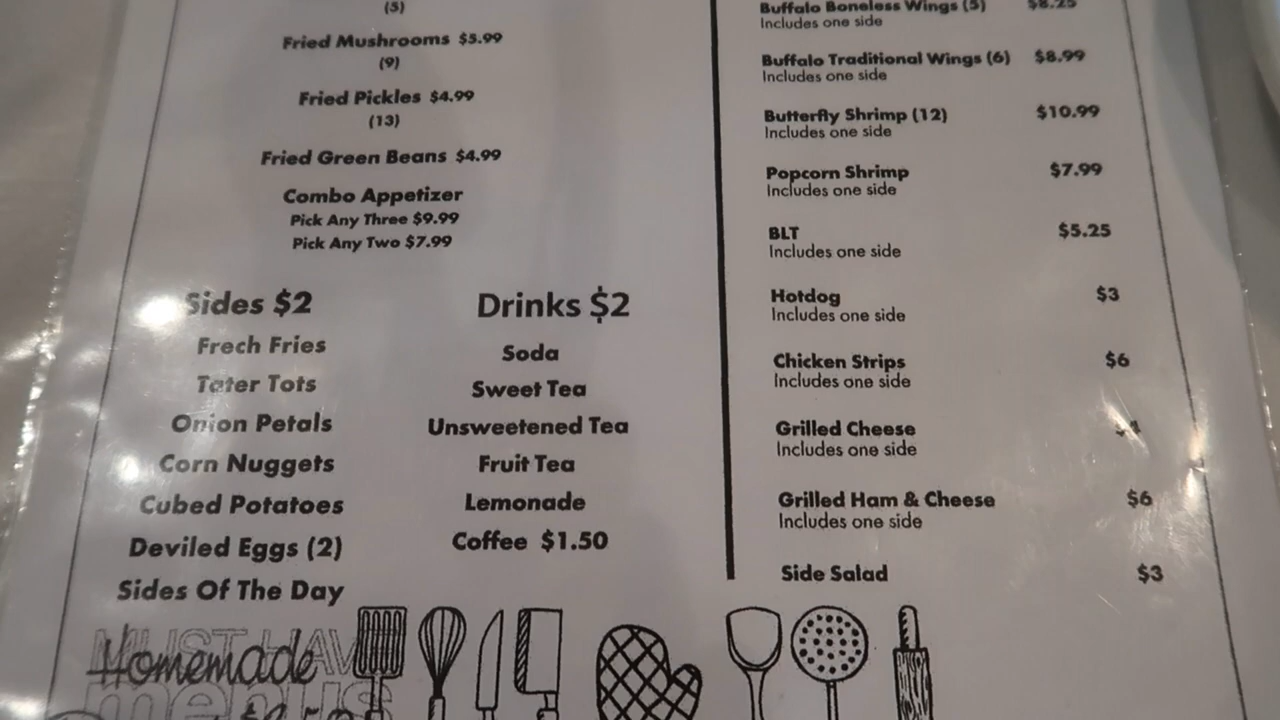 (5)
Fried Mushrooms $5.99
(9)
Fried Pickles $4.99
(13)
Fried Green Beans $4.99
Combo Appetizer
Pick Any Three $9.99
Pick Any Two $7.99
Sides $2
Frech Fries
Tater Tots
Onion Petals
Corn Nuggets
Cubed Potatoes
Deviled Eggs (2)
Sides Of The Day
Drinks $2
Soda
Sweet Tea
Unsweetened Tea
Fruit Tea
Lemonade
Coffee $1.50
Buffalo Boneless Wings (5) $8.25
Includes one side
Buffalo Traditional Wings (6) $8.99
Includes one side
Butterfly Shrimp (12) $10.99
Includes one side
Popcorn Shrimp $7.99
Includes one side
BLT $5.25
Includes one side
Hotdog $3
Includes one side
Chicken Strips $6
Includes one side
Grilled Cheese
Includes one side
Grilled Ham & Cheese $6
Includes one side
Side Salad $3
MUST HAV
Homemade
menus